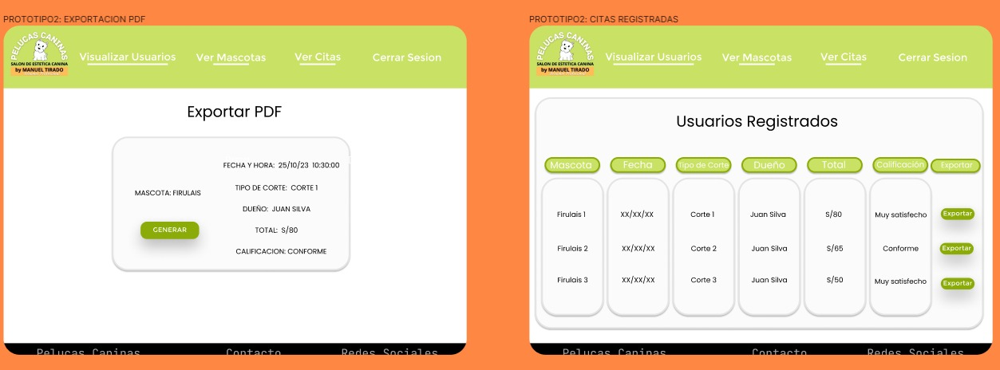 PROTOTIPO2: EXPORTACION PDF
PELUCAS CANINAS
SALON DE ESTETICA CANINA
by MANUEL TIRADO
Visualizar Usuarios Ver Mascotas Ver Citas Cerrar Sesion
Exportar PDF
FECHA Y HORA: 25/10/23 10:30:00
TIPO DE CORTE: CORTE 1
MASCOTA: FIRULAIS
DUEÑO: JUAN SILVA
GENERAR
TOTAL: S/80
CALIFICACION: CONFORME
Pelucas Caninas Contacto Redes Sociales
PROTOTIPO2: CITAS REGISTRADAS
PELUCAS CANINAS
SALON DE ESTETICA CANINA
by MANUEL TIRADO
Visualizar Usuarios Ver Mascotas Ver Citas Cerrar Sesion
Usuarios Registrados
Mascota Fecha Tipo de Corte Dueño Total Calificación Exportar
Firulais 1 XX/XX/XX Corte 1 Juan Silva S/80 Muy satisfecho Exportar
Firulais 2 XX/XX/XX Corte 2 Juan Silva S/65 Conforme Exportar
Firulais 3 XX/XX/XX Corte 3 Juan Silva S/50 Muy satisfecho Exportar
Pelucas Caninas Contacto Redes Sociales